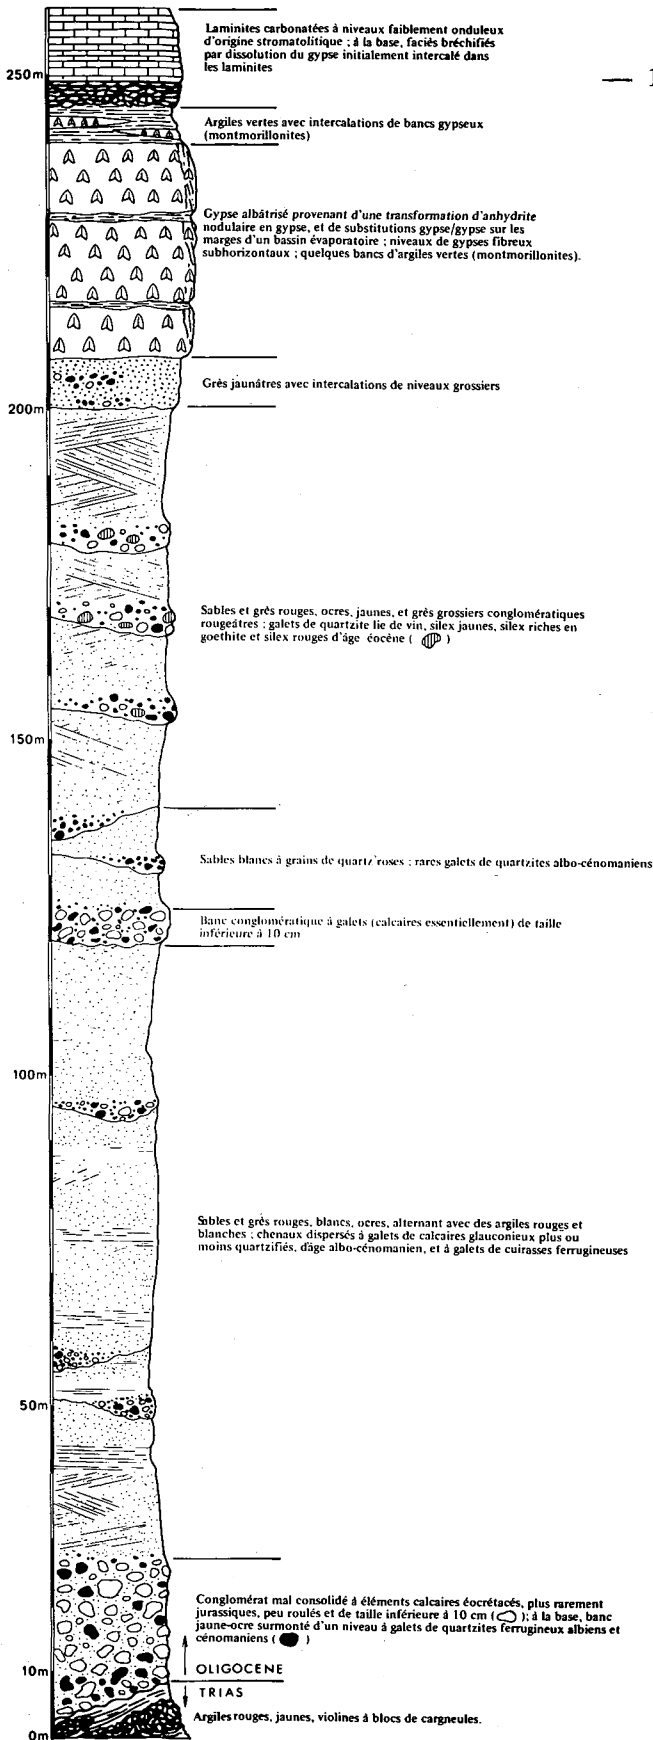 Laminites carbonatées à niveaux faiblement onduleux
d'origine stromatolitique ; à la base, faciès bréchifiés
par dissolution du gypse initialement intercalé dans
les laminites
250m
— 1
Argiles vertes avec intercalations de bancs gypseux
(montmorillonites)
Gypse albâtrisé provenant d'une transformation d'anhydrite
nodulaire en gypse, et de substitutions gypse/gypse sur les
marges d'un bassin évaporatoire ; niveaux de gypses fibreux
subhorizontaux ; quelques bancs d'argiles vertes (montmorillonites).
Grès jaunâtres avec intercalations de niveaux grossiers
200m
Sables et grès rouges, ocres, jaunes, et grès grossiers conglomératiques
rougeâtres ; galets de quartzite lie de vin, silex jaunes, silex riches en
goethite et silex rouges d'âge éocène ( )
150m
Sables blancs à grains de quartz roses ; rares galets de quartzites albo-cénomaniens
Banc conglomératique à galets (calcaires essentiellement) de taille
inférieure à 10 cm
100m
Sables et grès rouges, blancs, ocres, alternant avec des argiles rouges et
blanches ; chenaux dispersés à galets de calcaires glauconieux plus ou
moins quartzifiés, d'âge albo-cénomanien, et à galets de cuirasses ferrugineuses
50m
Conglomérat mal consolidé à éléments calcaires éocrétacés, plus rarement
jurassiques, peu roulés et de taille inférieure à 10 cm ( ) ; à la base, banc
jaune-ocre surmonté d'un niveau à galets de quartzites ferrugineux albiens et
cénomaniens ( )
10m
OLIGOCENE
TRIAS
Argiles rouges, jaunes, violines à blocs de cargneules.
0m